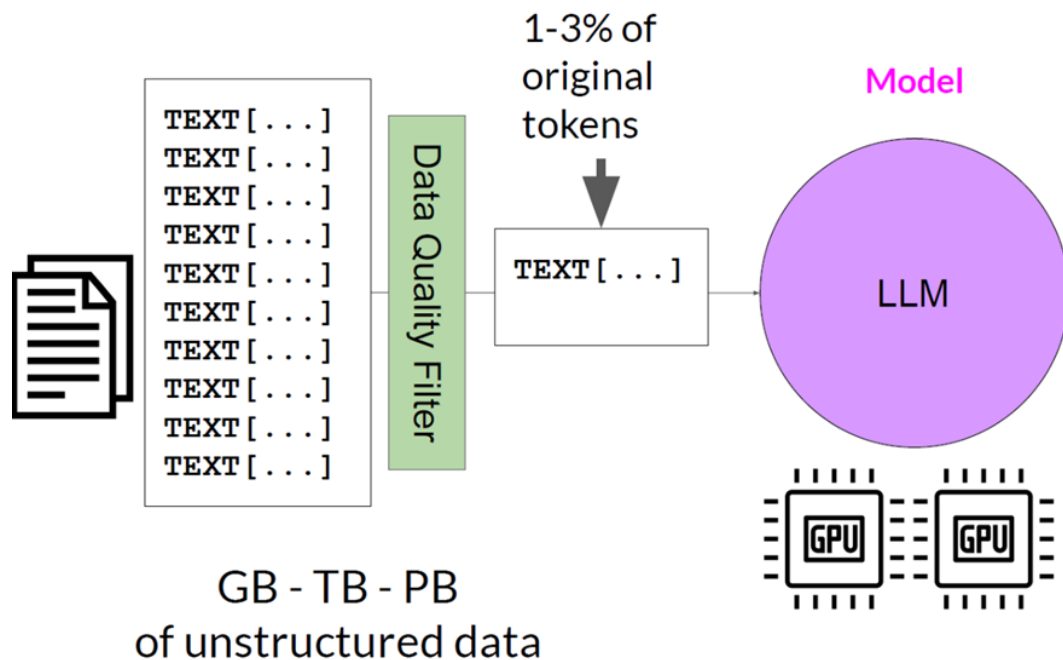 1-3% of
original
tokens
Model
TEXT[...]
TEXT[...]
TEXT[...]
TEXT[...]
TEXT[...]
TEXT[...]
TEXT[...]
TEXT[...]
TEXT[...]
TEXT[...]
Data Quality Filter
TEXT[...]
LLM
GPU
GPU
GB - TB - PB
of unstructured data